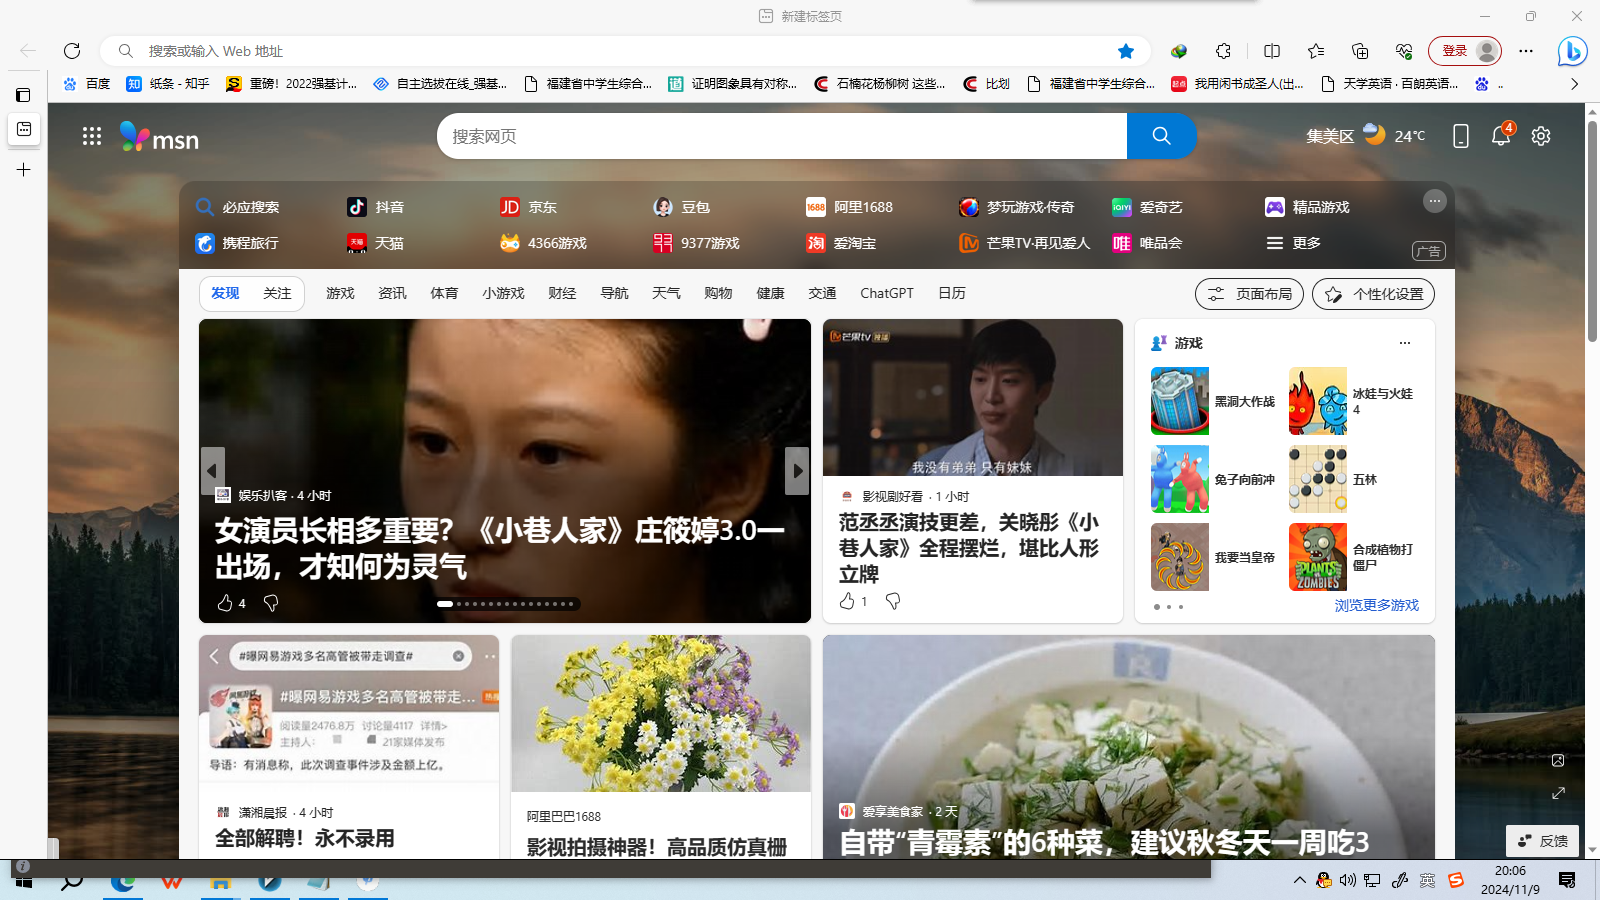 新建标签页
搜索或输入 Web 地址
登录
百度
纸条 - 知乎
重磅！2022强基计...
自主选拔在线_强基...
福建省中学生综合...
证明图象具有对称...
石楠花杨柳树 这些...
比划
福建省中学生综合...
我用闲书成圣人(出...
天学英语 · 百朗英语...
..
msn
搜索网页
集美区
24°C
4
必应搜索
抖音
京东
豆包
阿里1688
梦玩游戏·传奇
爱奇艺
精品游戏
携程旅行
天猫
4366游戏
9377游戏
爱淘宝
芒果TV·再见爱人
唯品会
更多
广告
发现
关注
游戏
资讯
体育
小游戏
财经
导航
天气
购物
健康
交通
ChatGPT
日历
页面布局
个性化设置
娱乐扒客 · 4 小时
女演员长相多重要？《小巷人家》庄筱婷3.0一
出场，才知何为灵气
4
芒果tv
我没有弟弟 只有妹妹
影视剧好看 · 1 小时
范丞丞演技更差，关晓彤《小
巷人家》全程摆烂，堪比人形
立牌
1
游戏
黑洞大作战
冰娃与火娃
4
兔子向前冲
五林
我要当皇帝
合成植物打
僵尸
浏览更多游戏
#曝网易游戏多名高管被带走调查#
#曝网易游戏多名高管被带走...
阅读量2476.8万 讨论量4117 详情>
主持人：
21家媒体发布
导语：有消息称，此次调查事件涉及金额上亿。
潇湘晨报 · 4 小时
全部解聘！永不录用
阿里巴巴1688
影视拍摄神器！高品质仿真栅
爱享美食家 · 2 天
自带“青霉素”的6种菜，建议秋冬天一周吃3
反馈
英
20:06
2024/11/9